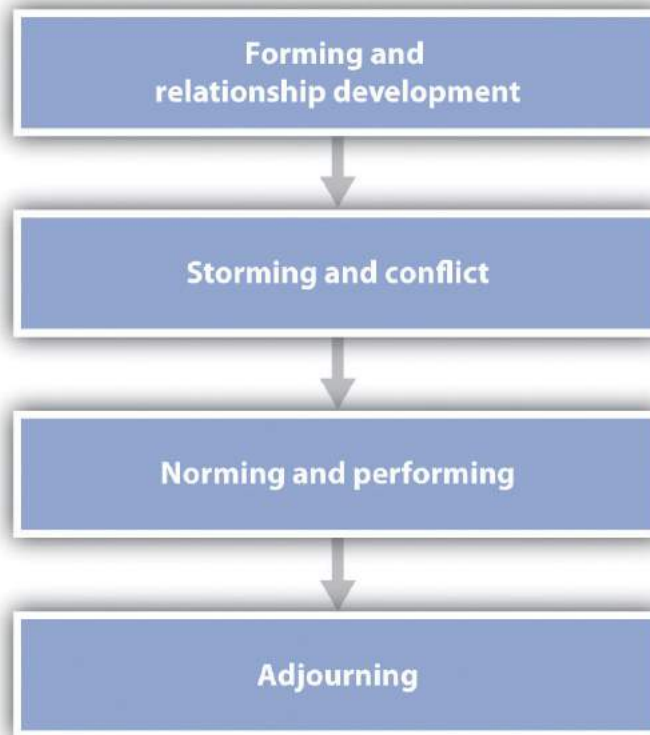 Forming and
relationship development
Storming and conflict
Norming and performing
Adjourning